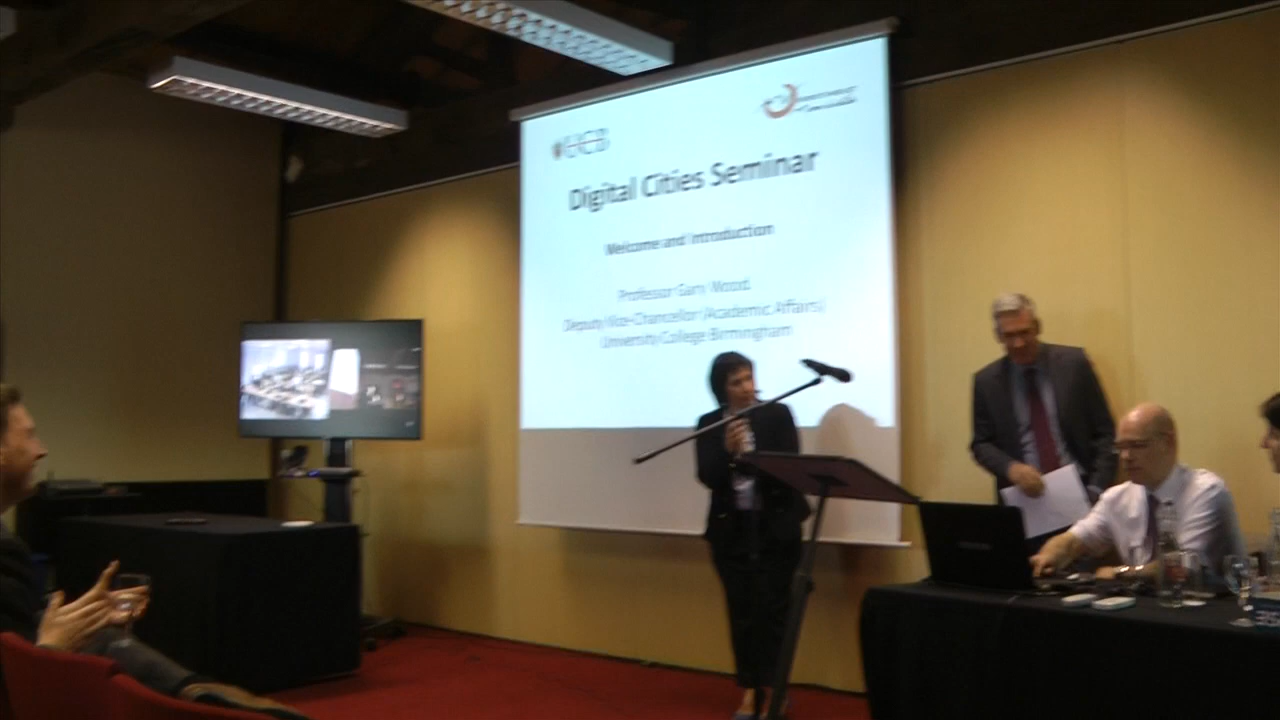 UCB
Digital Cities Seminar
Welcome and Introduction
Professor Gary Wood
Deputy Vice-Chancellor (Academic Affairs)
University College Birmingham